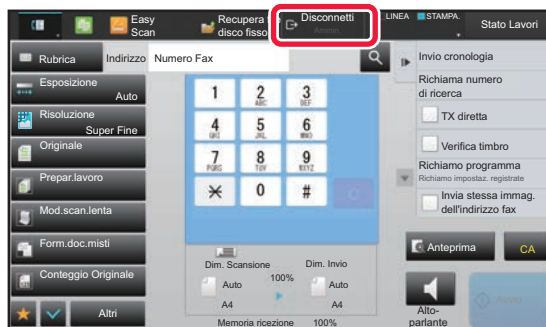 Easy
Scan
Recupera
disco fisso
Disconnetti
Ammin.
LINEA
STAMPA.
Stato Lavori
Rubrica
Indirizzo
Numero Fax
Invio cronologia
Richiama numero
di ricerca
TX diretta
Verifica timbro
Richiamo programma
Richiamo impostaz. registrate
Invia stessa immag.
dell'indirizzo fax
Esposizione
Auto
Risoluzione
Super Fine
Originale
Prepar.lavoro
Mod.scan.lenta
Form.doc.misti
Conteggio Originale
Altri
1
2
ABC
3
DEF
4
GHI
5
JKL
6
MNO
7
PQRS
8
TUV
9
WXYZ
0
#
Dim. Scansione
Dim. Invio
100%
Auto
Auto
A4
A4
Memoria ricezione 100%
Anteprima
CA
Alto-
parlante
Avvio